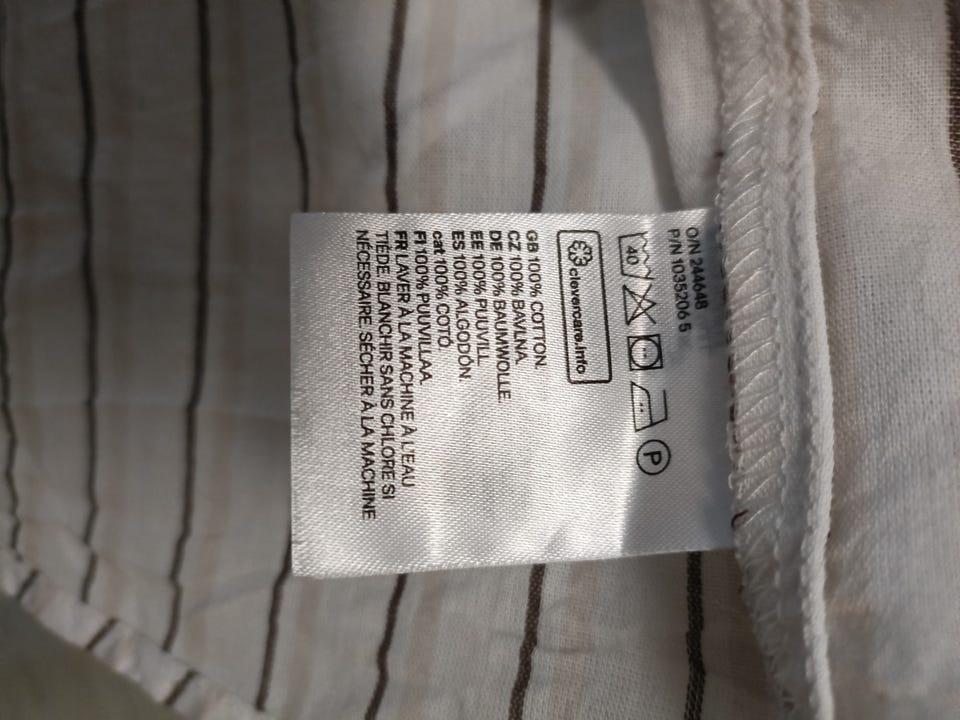 O/N 244648
P/N 1035206 5
40 P
clevercare.info
GB 100% COTTON.
CZ 100% BAVLNA.
DE 100% BAUMWOLLE.
EE 100% PUUVILL.
ES 100% ALGODÓN.
cat 100% COTÓ.
FI 100% PUUVILLAA.
FR LAVER À LA MACHINE À L'EAU
TIÈDE, BLANCHIR SANS CHLORE SI
NÉCESSAIRE, SÉCHER À LA MACHINE